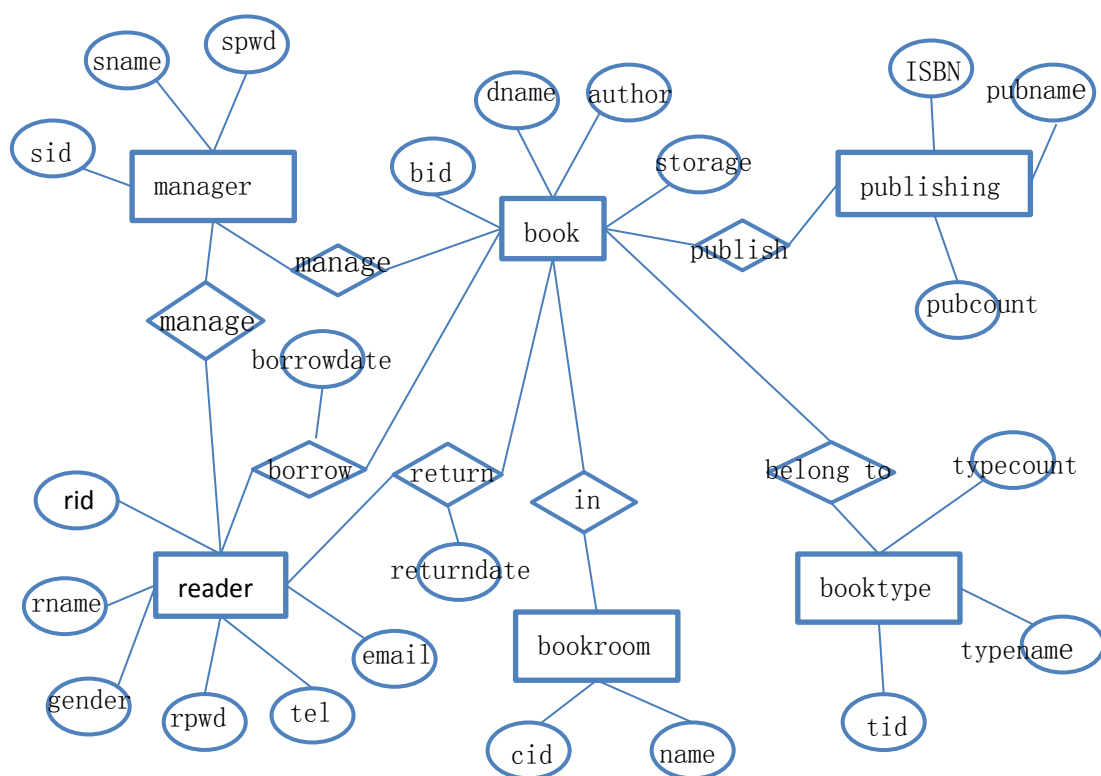 spwd
sname
ISBN
dname
author
pubname
sid
bid
storage
manager
publishing
book
manage
publish
pubcount
manage
borrowdate
borrow
return
belong to
typecount
in
rid
returndate
reader
booktype
rname
email
bookroom
typename
gender
rpwd
tel
tid
cid
name